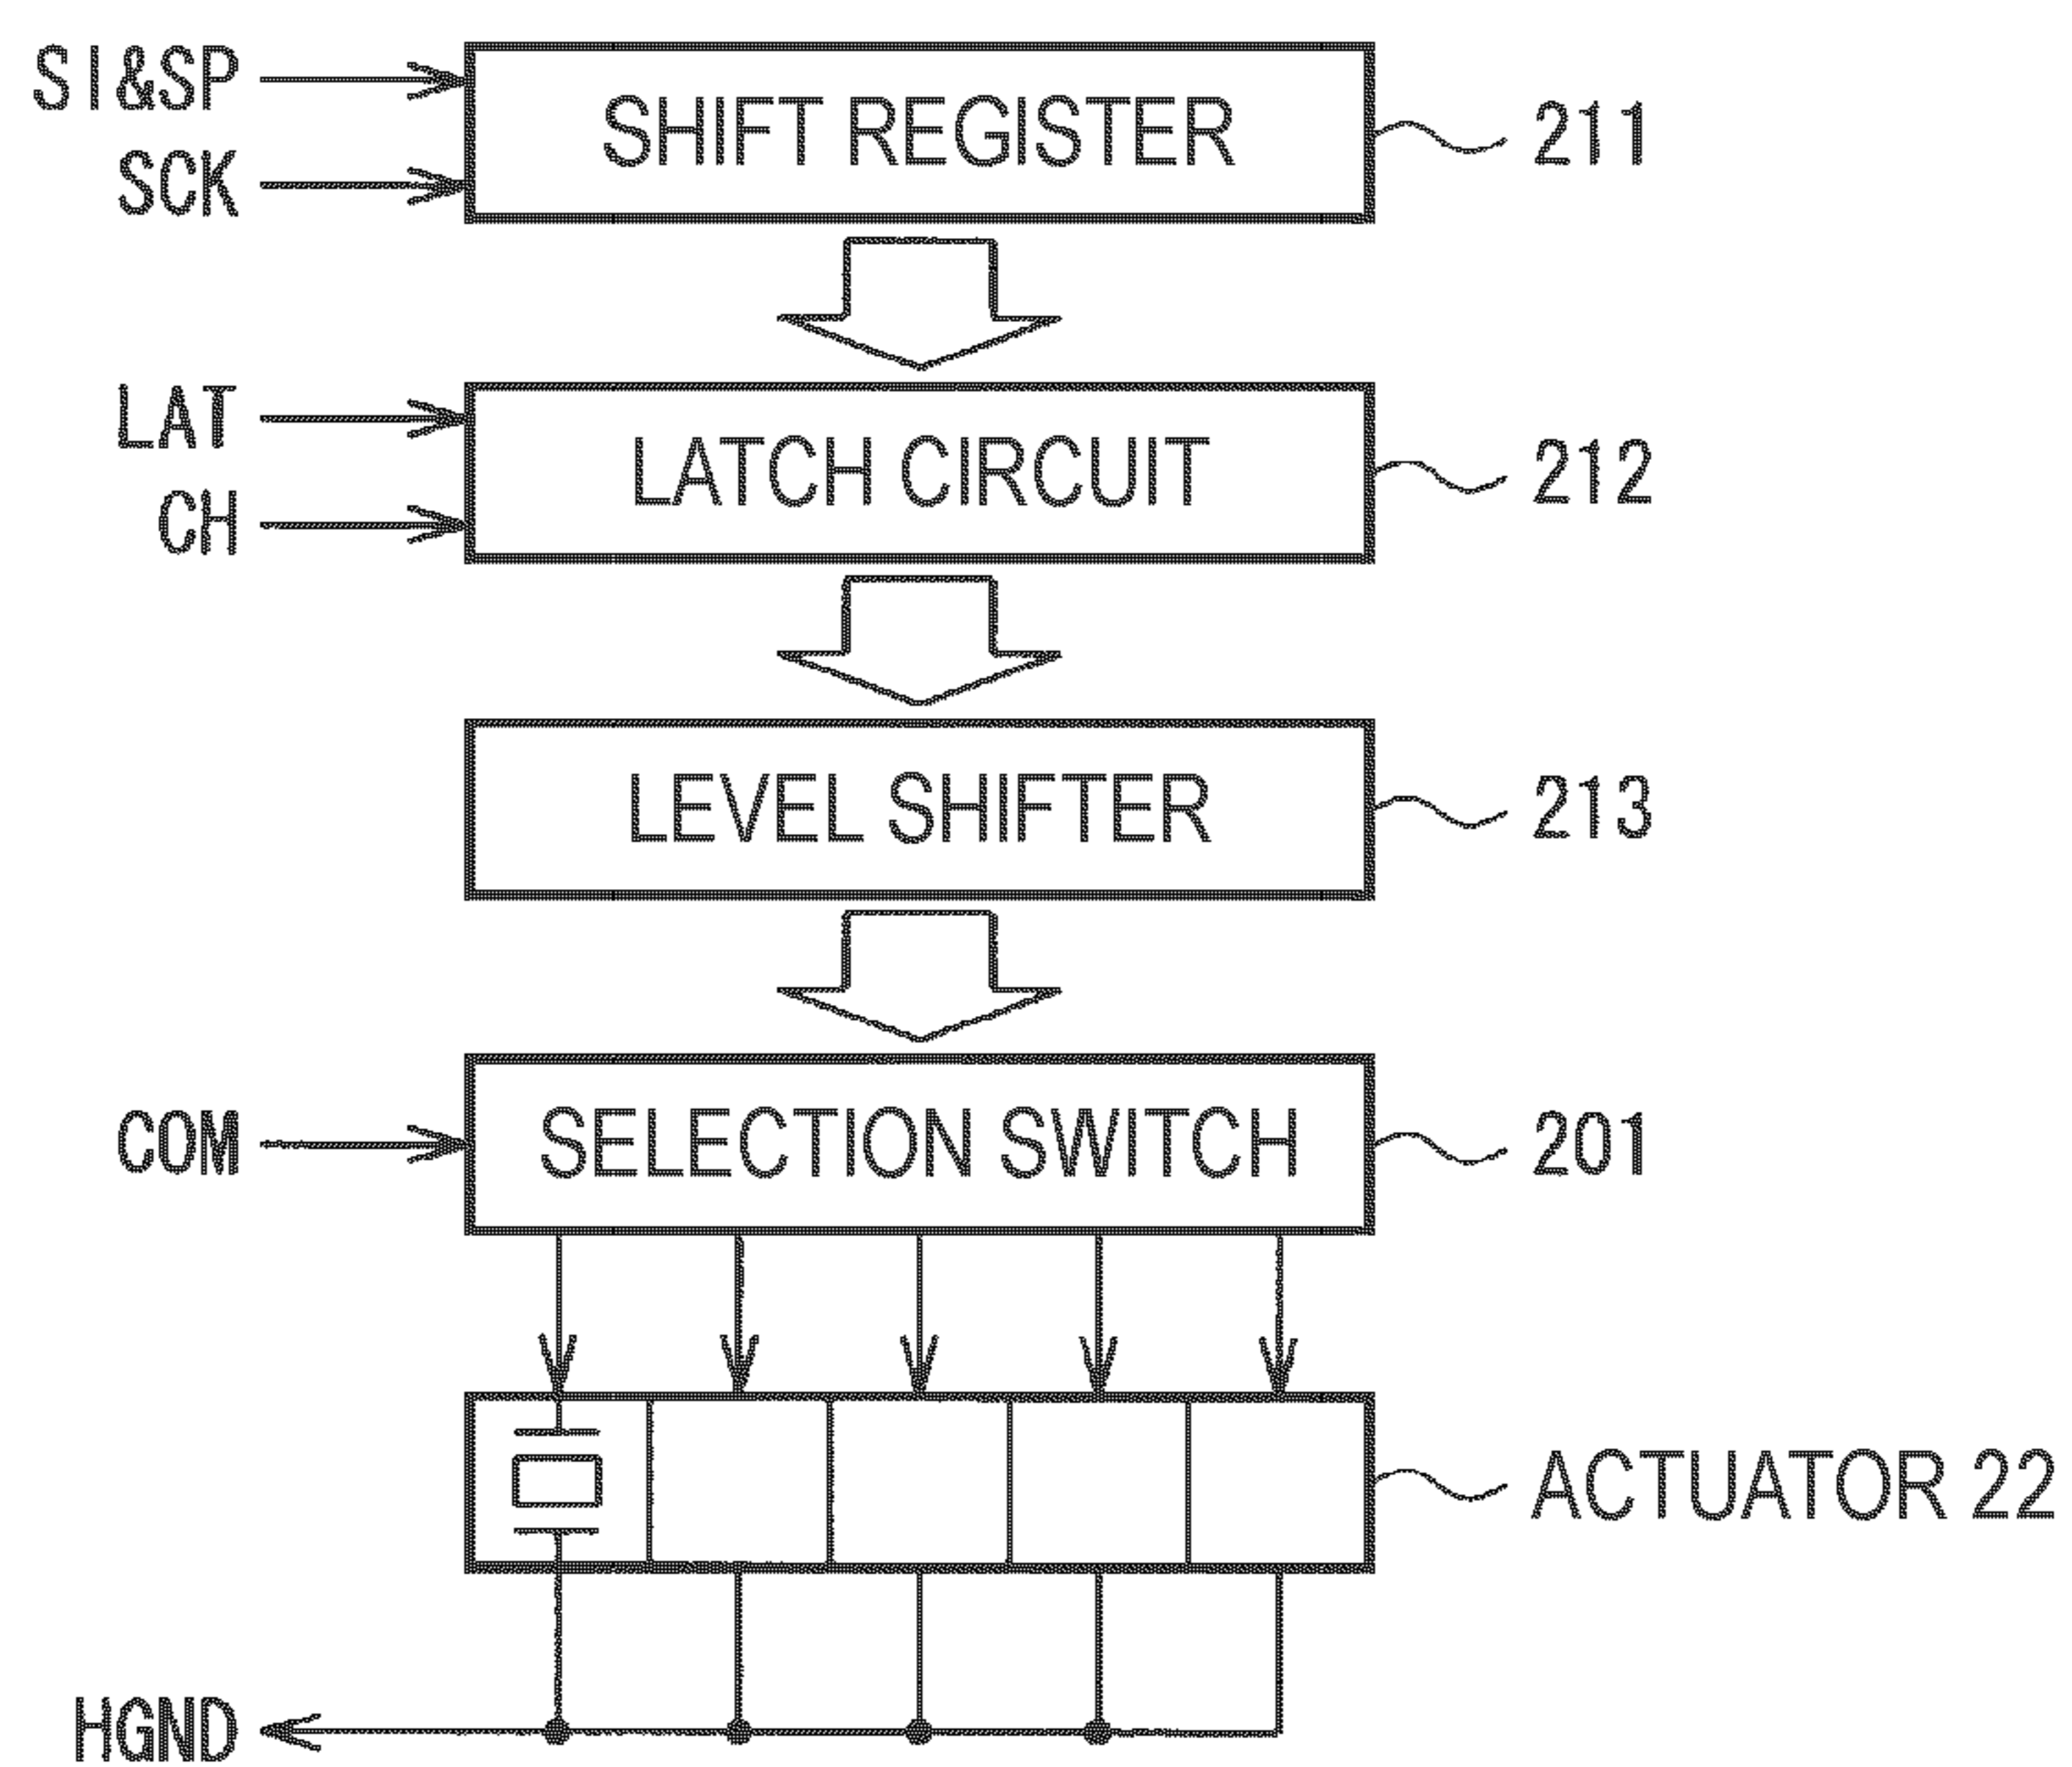 SI&SP
SHIFT REGISTER
211
SCK
LAT
LATCH CIRCUIT
212
CH
LEVEL SHIFTER
213
COM
SELECTION SWITCH
201
ACTUATOR 22
HGND